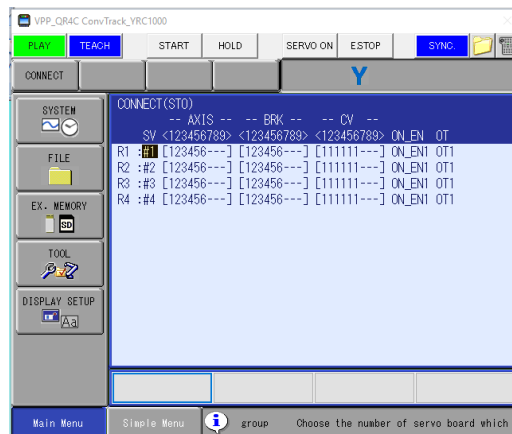 VPP_QR4C ConvTrack_YRC1000
PLAY TEACH START HOLD SERVO ON E.STOP SYNC.
CONNECT
Y
SYSTEM
FILE
EX. MEMORY
SD
TOOL
DISPLAY SETUP
Aa
CONNECT(STO)
-- AXIS -- -- BRK -- -- CV --
SV <123456789> <123456789> <123456789> ON_EN OT
R1 :#1 [123456---] [123456---] [111111---] ON_EN1 OT1
R2 :#2 [123456---] [123456---] [111111---] ON_EN1 OT1
R3 :#3 [123456---] [123456---] [111111---] ON_EN1 OT1
R4 :#4 [123456---] [123456---] [111111---] ON_EN1 OT1
Main Menu Simple Menu group Choose the number of servo board which